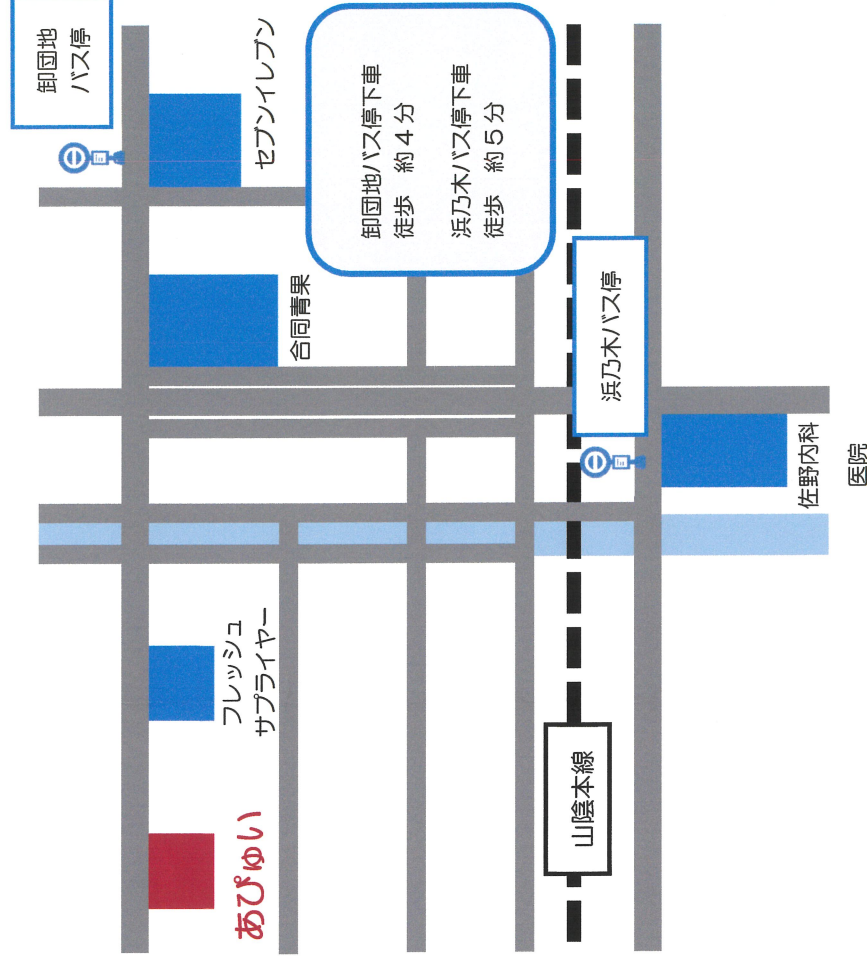 卸団地
バス停
セブンイレブン
卸団地バス停下車
徒歩 約4分
浜乃木バス停下車
徒歩 約5分
合同青果
浜乃木バス停
佐野内科
医院
フレッシュ
サプライヤー
山陰本線
あぴゅい